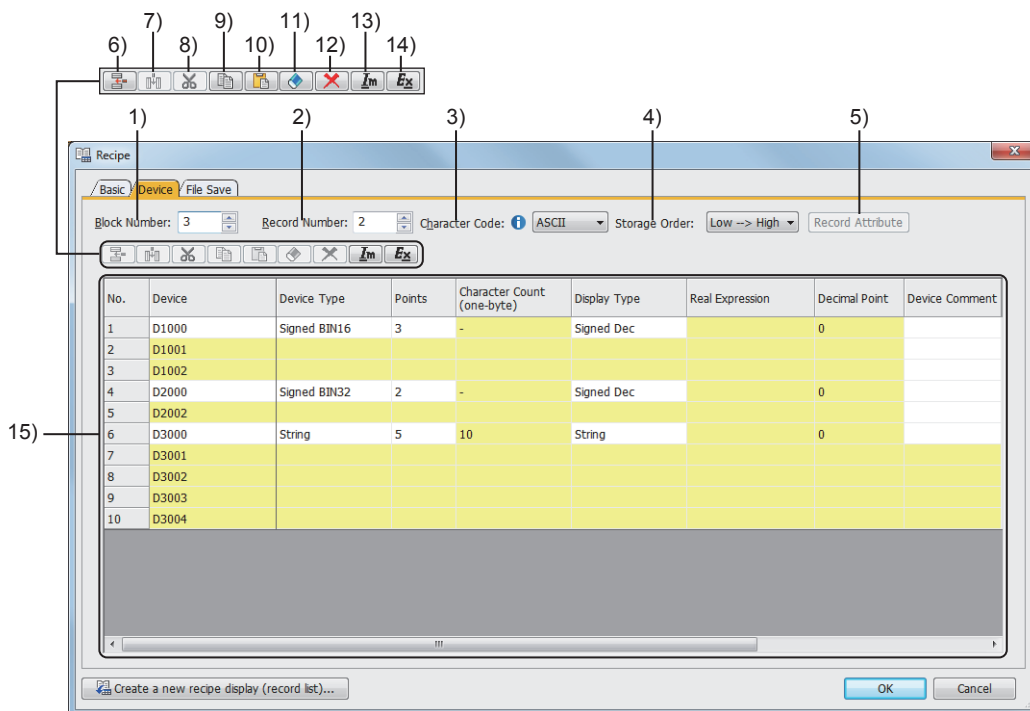 7) 9) 11) 13)
6) 8) 10) 12) 14)
Im Ex
1) 2) 3) 4) 5)
Recipe
Basic Device File Save
Block Number: 3 Record Number: 2 Character Code: ASCII Storage Order: Low --> High Record Attribute
Im Ex
No. Device Device Type Points Character Count (one-byte) Display Type Real Expression Decimal Point Device Comment
1 D1000 Signed BIN16 3 - Signed Dec 0
2 D1001
3 D1002
4 D2000 Signed BIN32 2 - Signed Dec 0
5 D2002
15) 6 D3000 String 5 10 String 0
7 D3001
8 D3002
9 D3003
10 D3004
Create a new recipe display (record list)... OK Cancel